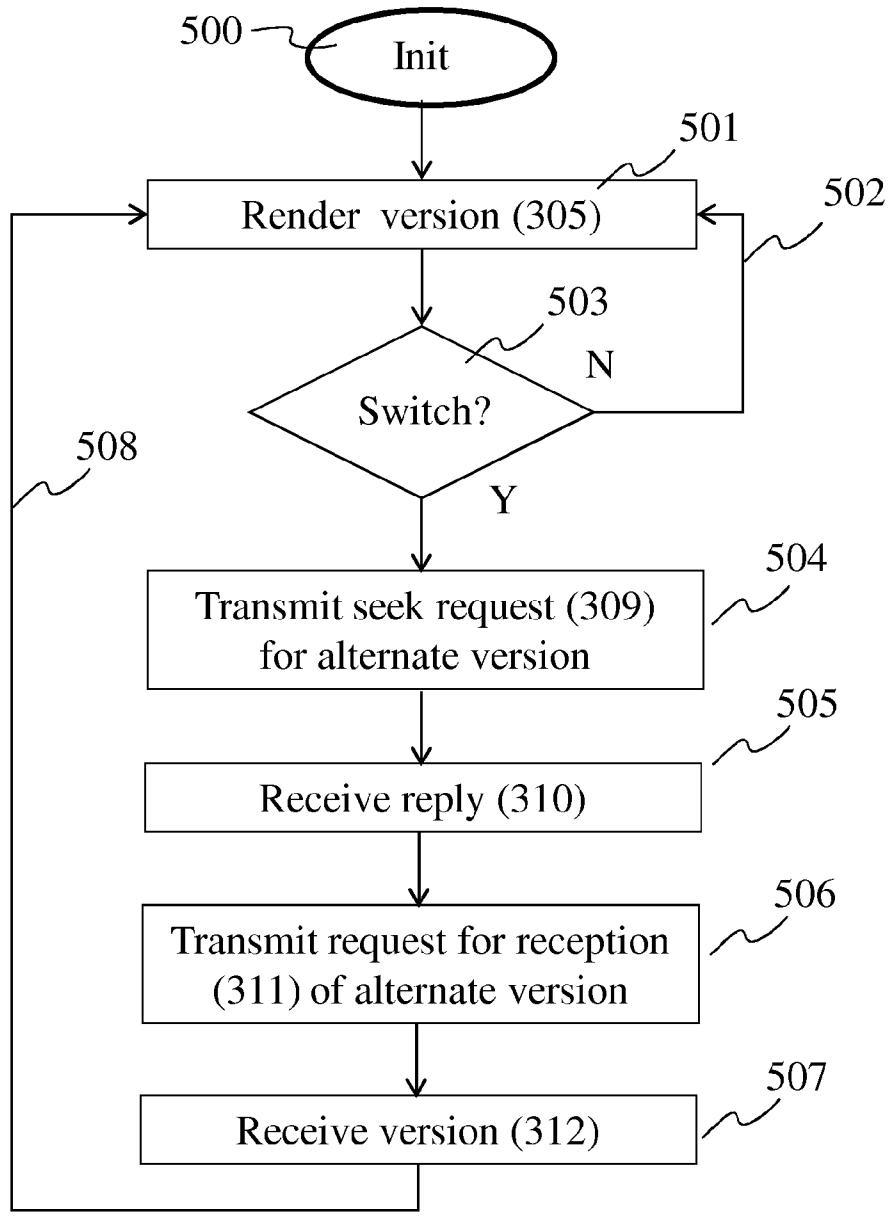 500
Init
501
Render version (305)
502
503
N
Switch?
508
Y
504
Transmit seek request (309)
for alternate version
505
Receive reply (310)
506
Transmit request for reception
(311) of alternate version
507
Receive version (312)